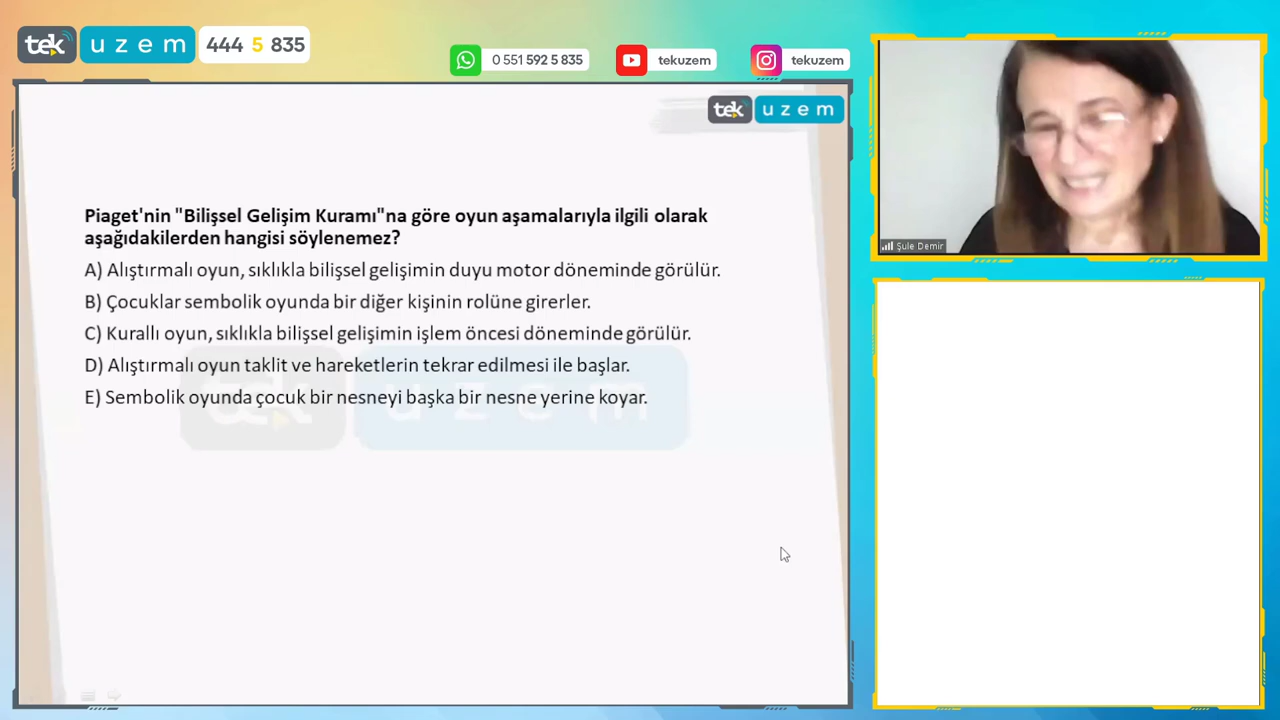 tek uzem 444 5 835
0 551 592 5 835
tekuzem
tekuzem
tek uzem
Piaget'nin "Bilişsel Gelişim Kuramı"na göre oyun aşamalarıyla ilgili olarak
aşağıdakilerden hangisi söylenemez?
A) Alıştırmalı oyun, sıklıkla bilişsel gelişimin duyu motor döneminde görülür.
B) Çocuklar sembolik oyunda bir diğer kişinin rolüne girerler.
C) Kurallı oyun, sıklıkla bilişsel gelişimin işlem öncesi döneminde görülür.
D) Alıştırmalı oyun taklit ve hareketlerin tekrar edilmesi ile başlar.
E) Sembolik oyunda çocuk bir nesneyi başka bir nesne yerine koyar.
tek uzem
Şule Demir